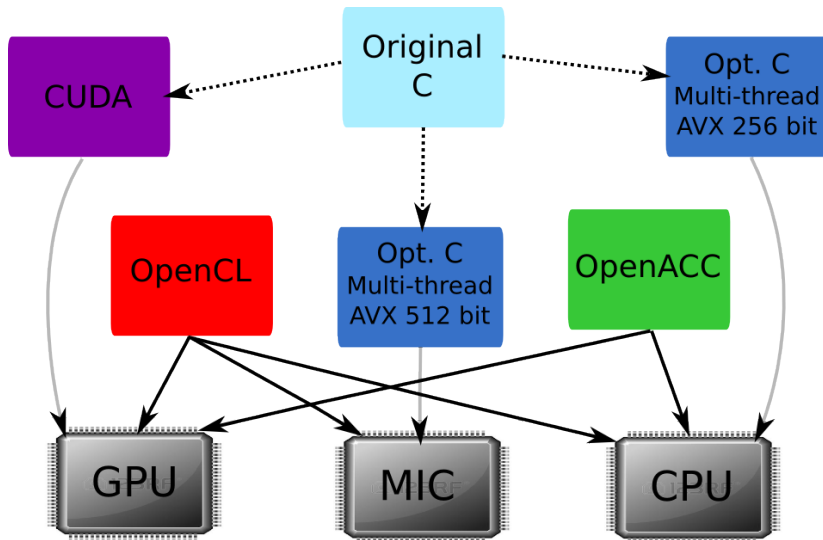 Original
C
CUDA
Opt. C
Multi-thread
AVX 256 bit
OpenCL
Opt. C
Multi-thread
AVX 512 bit
OpenACC
GPU
MIC
CPU